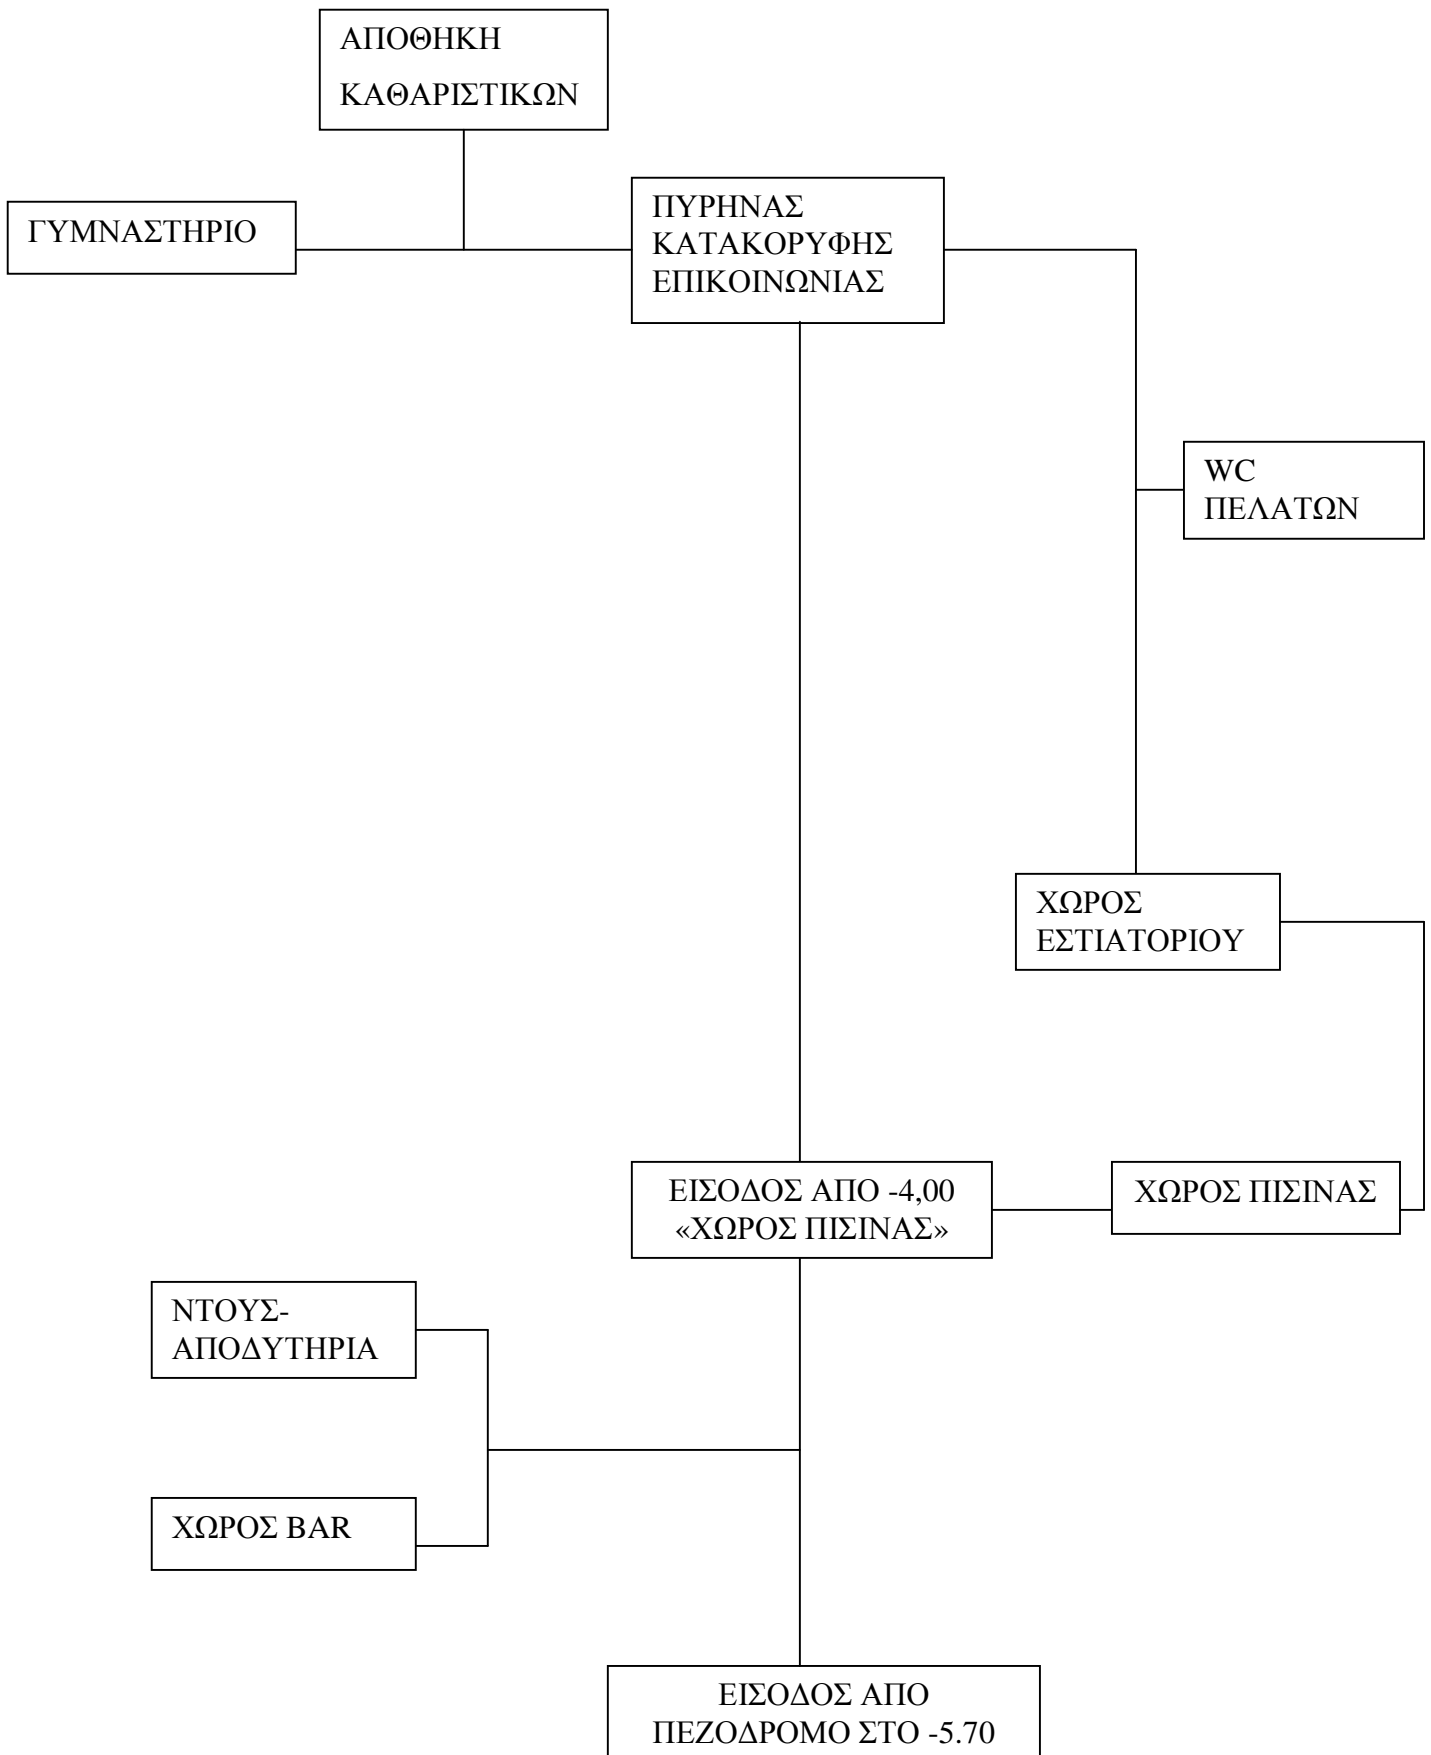 ΑΠΟΘΗΚΗ
ΚΑΘΑΡΙΣΤΙΚΩΝ
ΓΥΜΝΑΣΤΗΡΙΟ
ΠΥΡΗΝΑΣ
ΚΑΤΑΚΟΡΥΦΗΣ
ΕΠΙΚΟΙΝΩΝΙΑΣ
WC
ΠΕΛΑΤΩΝ
ΧΩΡΟΣ
ΕΣΤΙΑΤΟΡΙΟΥ
ΕΙΣΟΔΟΣ ΑΠΟ -4,00
«ΧΩΡΟΣ ΠΙΣΙΝΑΣ»
ΧΩΡΟΣ ΠΙΣΙΝΑΣ
ΝΤΟΥΣ-
ΑΠΟΔΥΤΗΡΙΑ
ΧΩΡΟΣ BAR
ΕΙΣΟΔΟΣ ΑΠΟ
ΠΕΖΟΔΡΟΜΟ ΣΤΟ -5.70